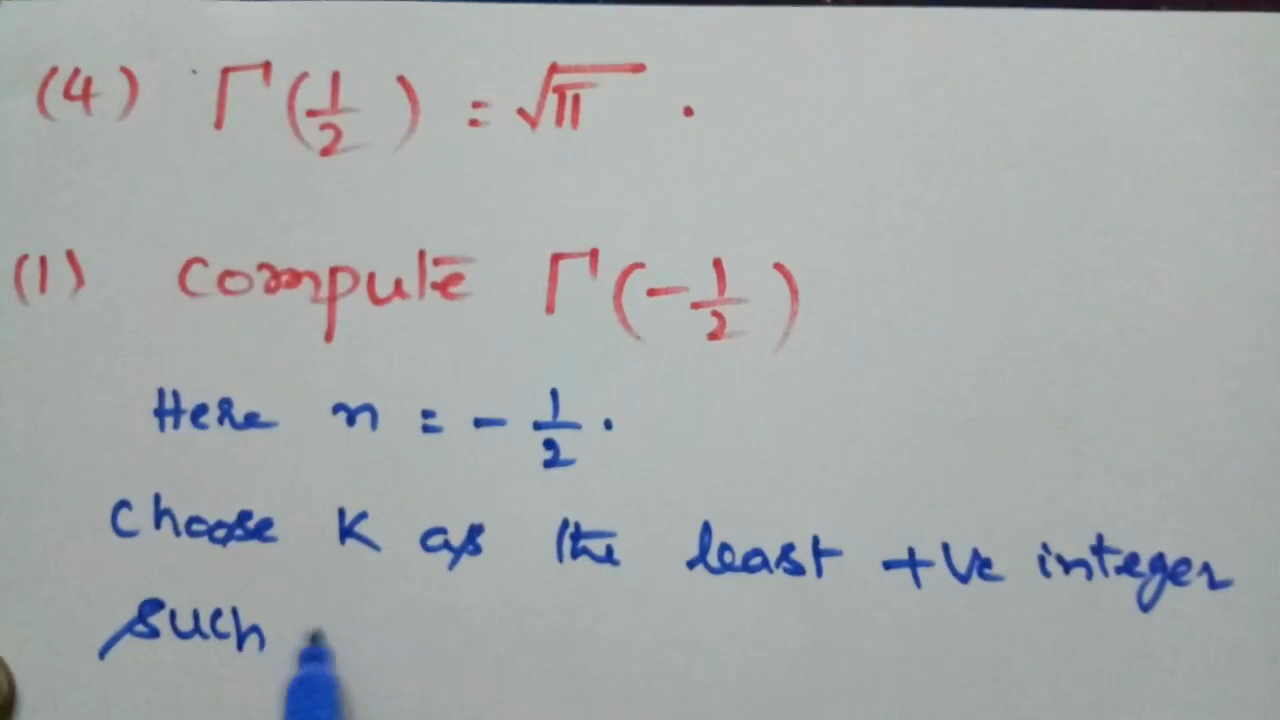 (4) Γ(1/2) = √π .
(1) compute Γ(-1/2)
Here n = - 1/2 .
choose K as the least +ve integer
such